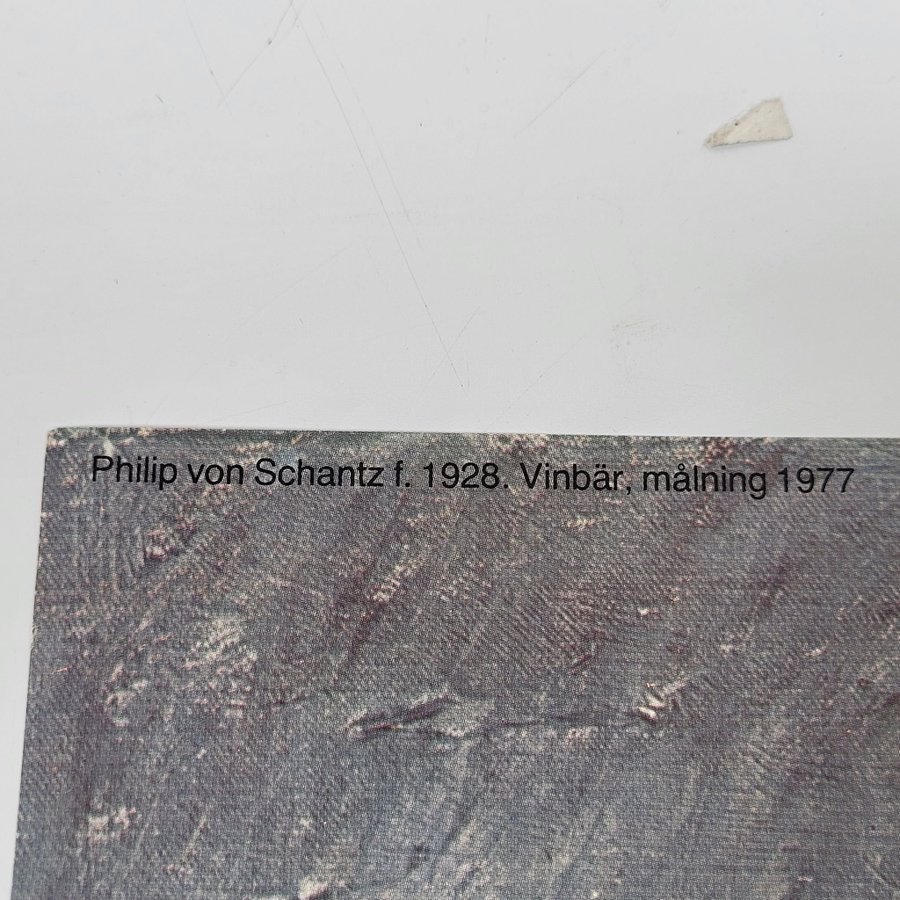 Philip von Schantz f. 1928. Vinbär, målning 1977